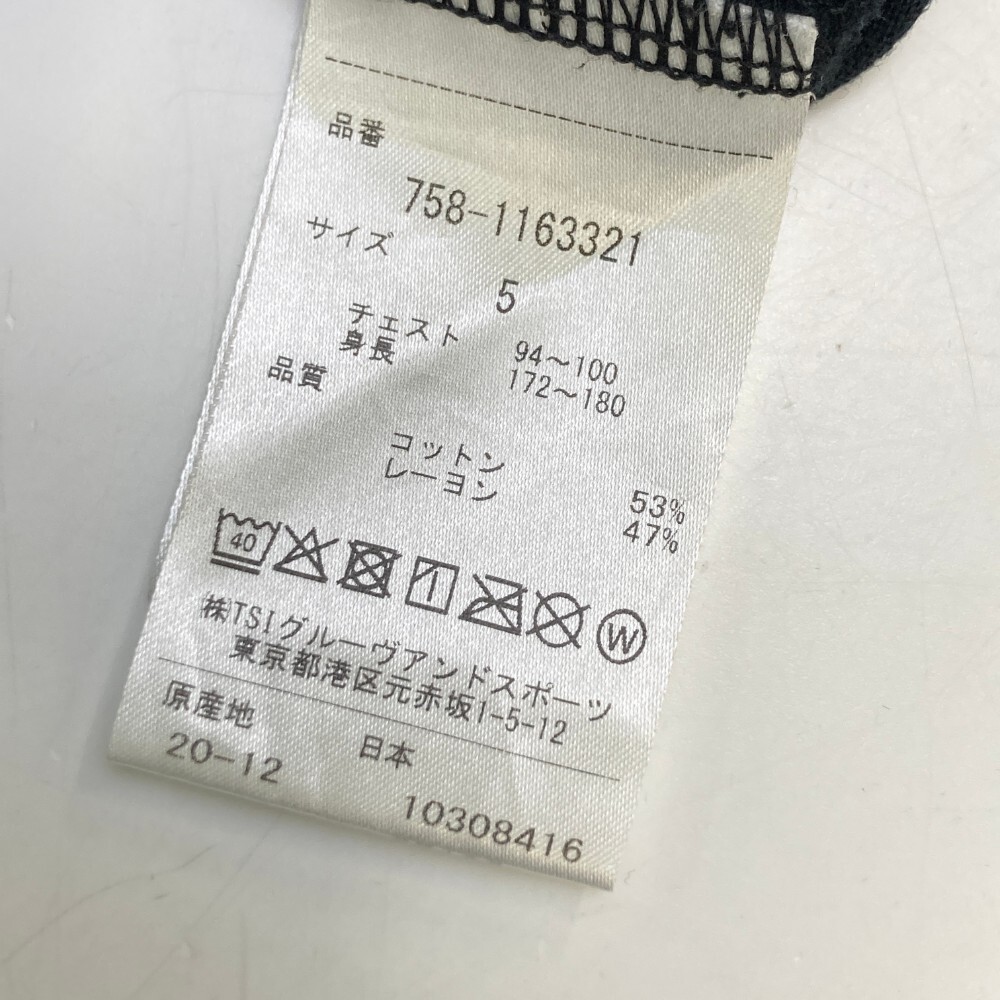 品番
758-1163321
サイズ
5
チェスト 94～100
身長 172～180
品質
コットン 53%
レーヨン 47%
40
W
㈱TSIグルーヴアンドスポーツ
東京都港区元赤坂1-5-12
原産地 日本
20-12 10308416